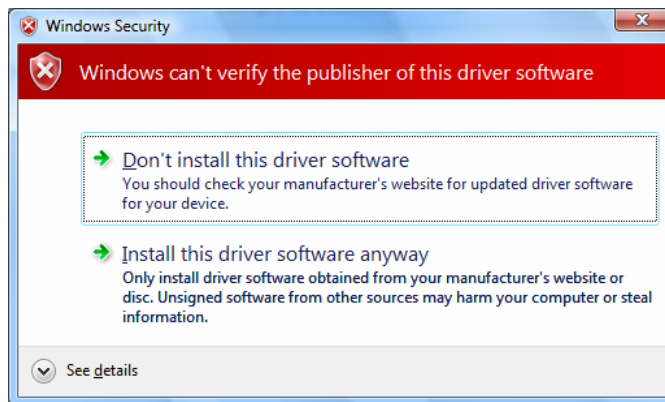 Windows Security
Windows can't verify the publisher of this driver software
Don't install this driver software
You should check your manufacturer's website for updated driver software
for your device.
Install this driver software anyway
Only install driver software obtained from your manufacturer's website or
disc. Unsigned software from other sources may harm your computer or steal
information.
See details